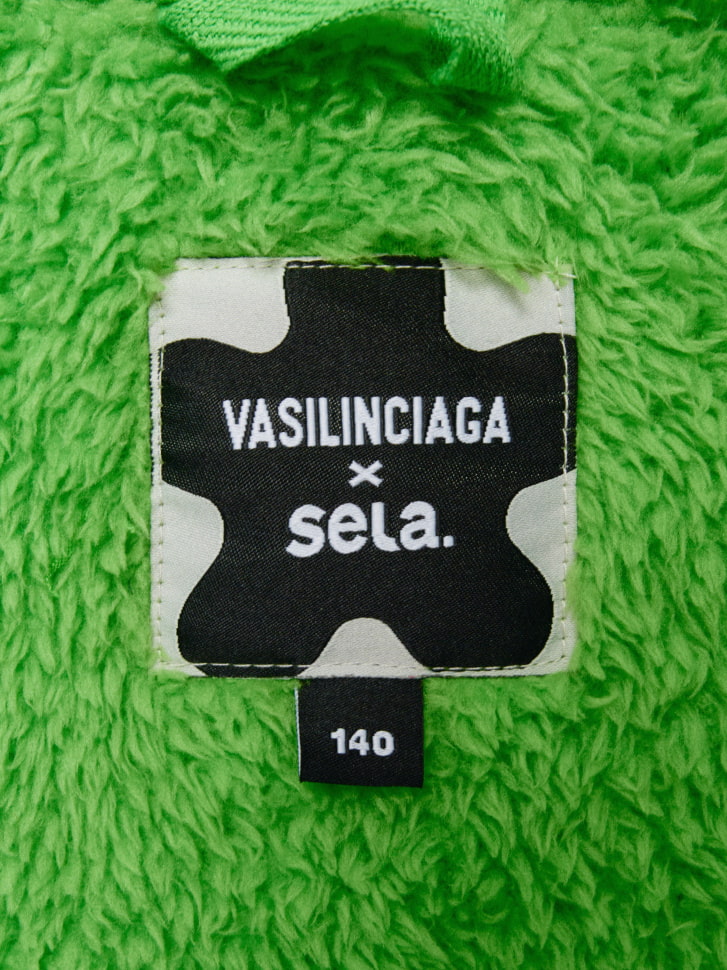 VASILINCIAGA
×
sela.
140